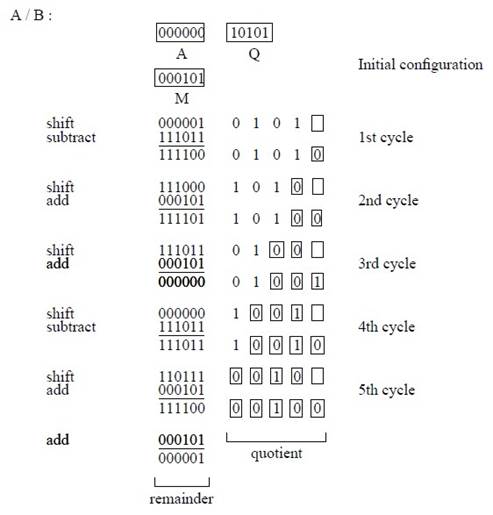 A / B :
000000 10101
A Q
Initial configuration
000101
M
shift 000001 0 1 0 1
subtract 111011 1st cycle
111100 0 1 0 1 0
shift 111000 1 0 1 0
add 000101 2nd cycle
111101 1 0 1 0 0
shift 111011 0 1 0 0
add 000101 3rd cycle
000000 0 1 0 0 1
shift 000000 1 0 0 1
subtract 111011 4th cycle
111011 1 0 0 1 0
shift 110111 0 0 1 0
add 000101 5th cycle
111100 0 0 1 0 0
add 000101
quotient
000001
remainder